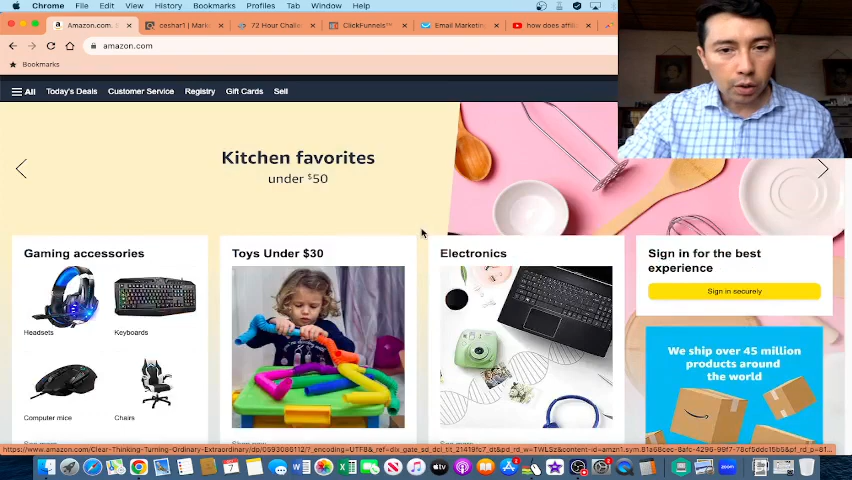 Chrome File Edit View History Bookmarks Profiles Tab Window Help
Amazon.com. ceshar1 | Mark 72 Hour Challe ClickFunnels™ Email Marketing how does affili
amazon.com
Bookmarks
All Today's Deals Customer Service Registry Gift Cards Sell
Kitchen favorites
under $50
Gaming accessories
Headsets
Keyboards
Computer mice
Chairs
Toys Under $30
Electronics
Sign in for the best
experience
Sign in securely
We ship over 45 million
products around
the world